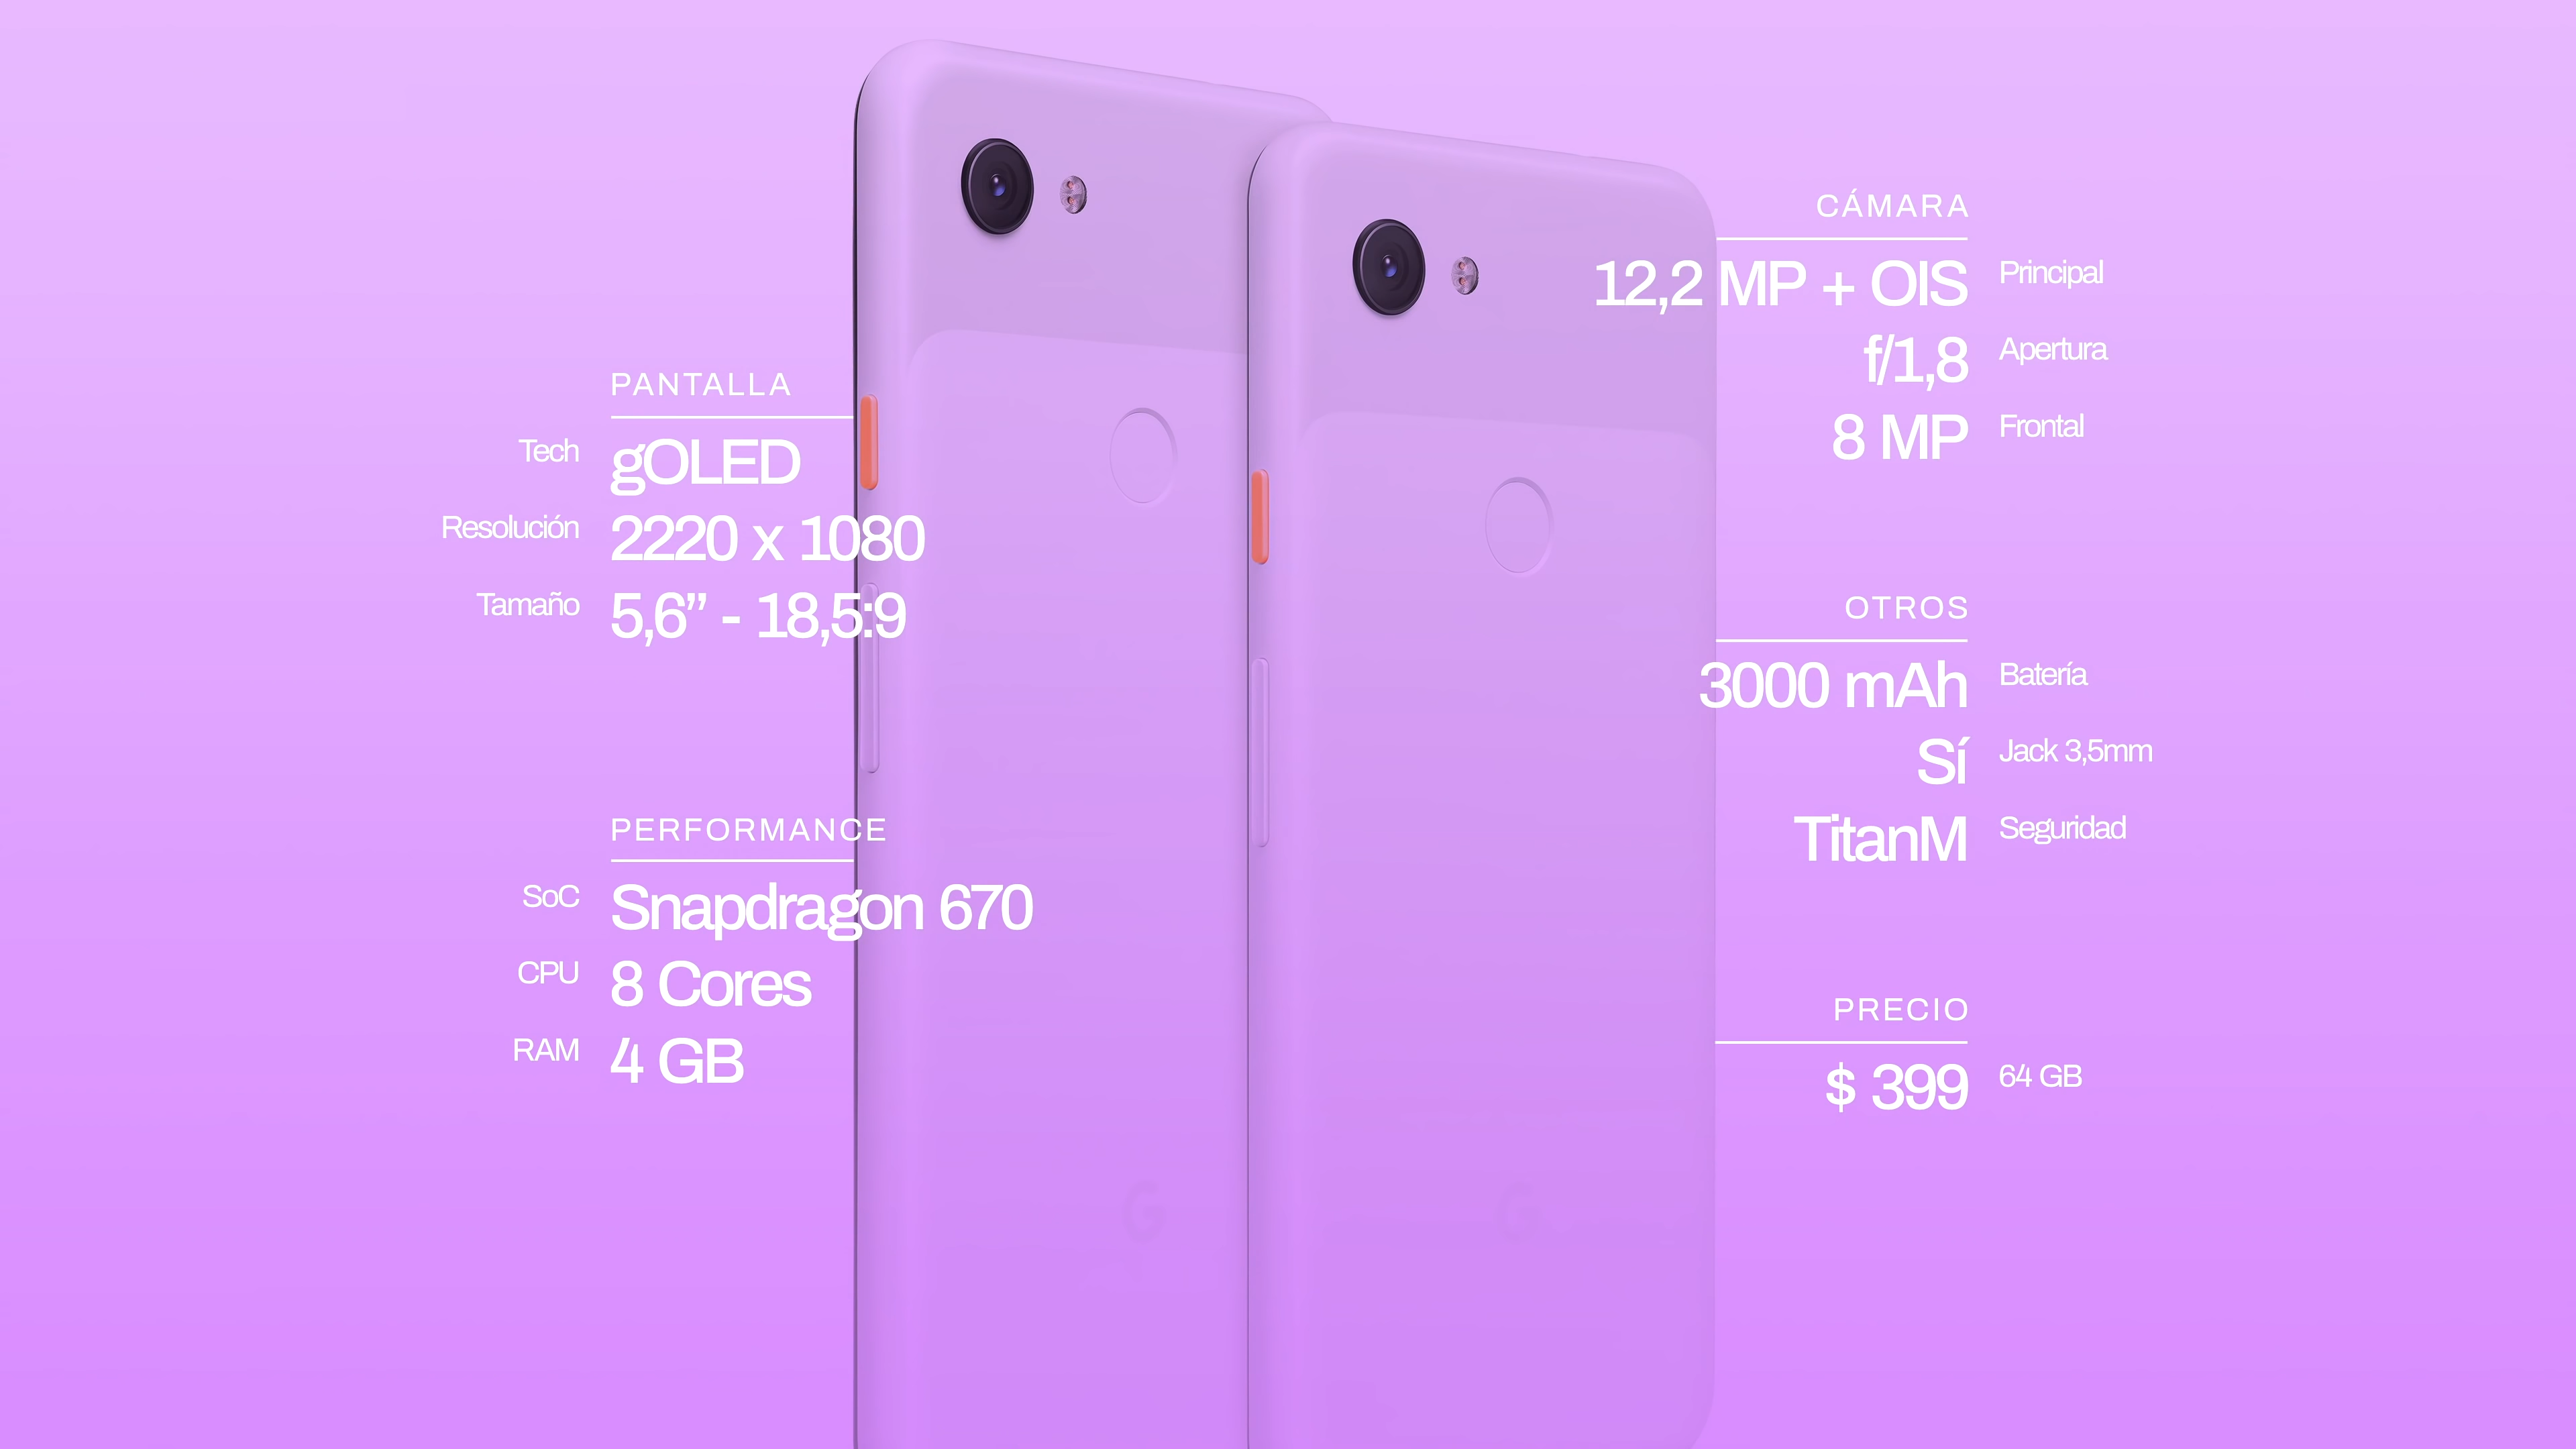 PANTALLA
Tech gOLED
Resolución 2220 x 1080
Tamaño 5,6” - 18,5:9
PERFORMANCE
SoC Snapdragon 670
CPU 8 Cores
RAM 4 GB
CÁMARA
12,2 MP + OIS Principal
f/1,8 Apertura
8 MP Frontal
OTROS
3000 mAh Batería
Sí Jack 3,5mm
TitanM Seguridad
PRECIO
$ 399 64 GB
G
G